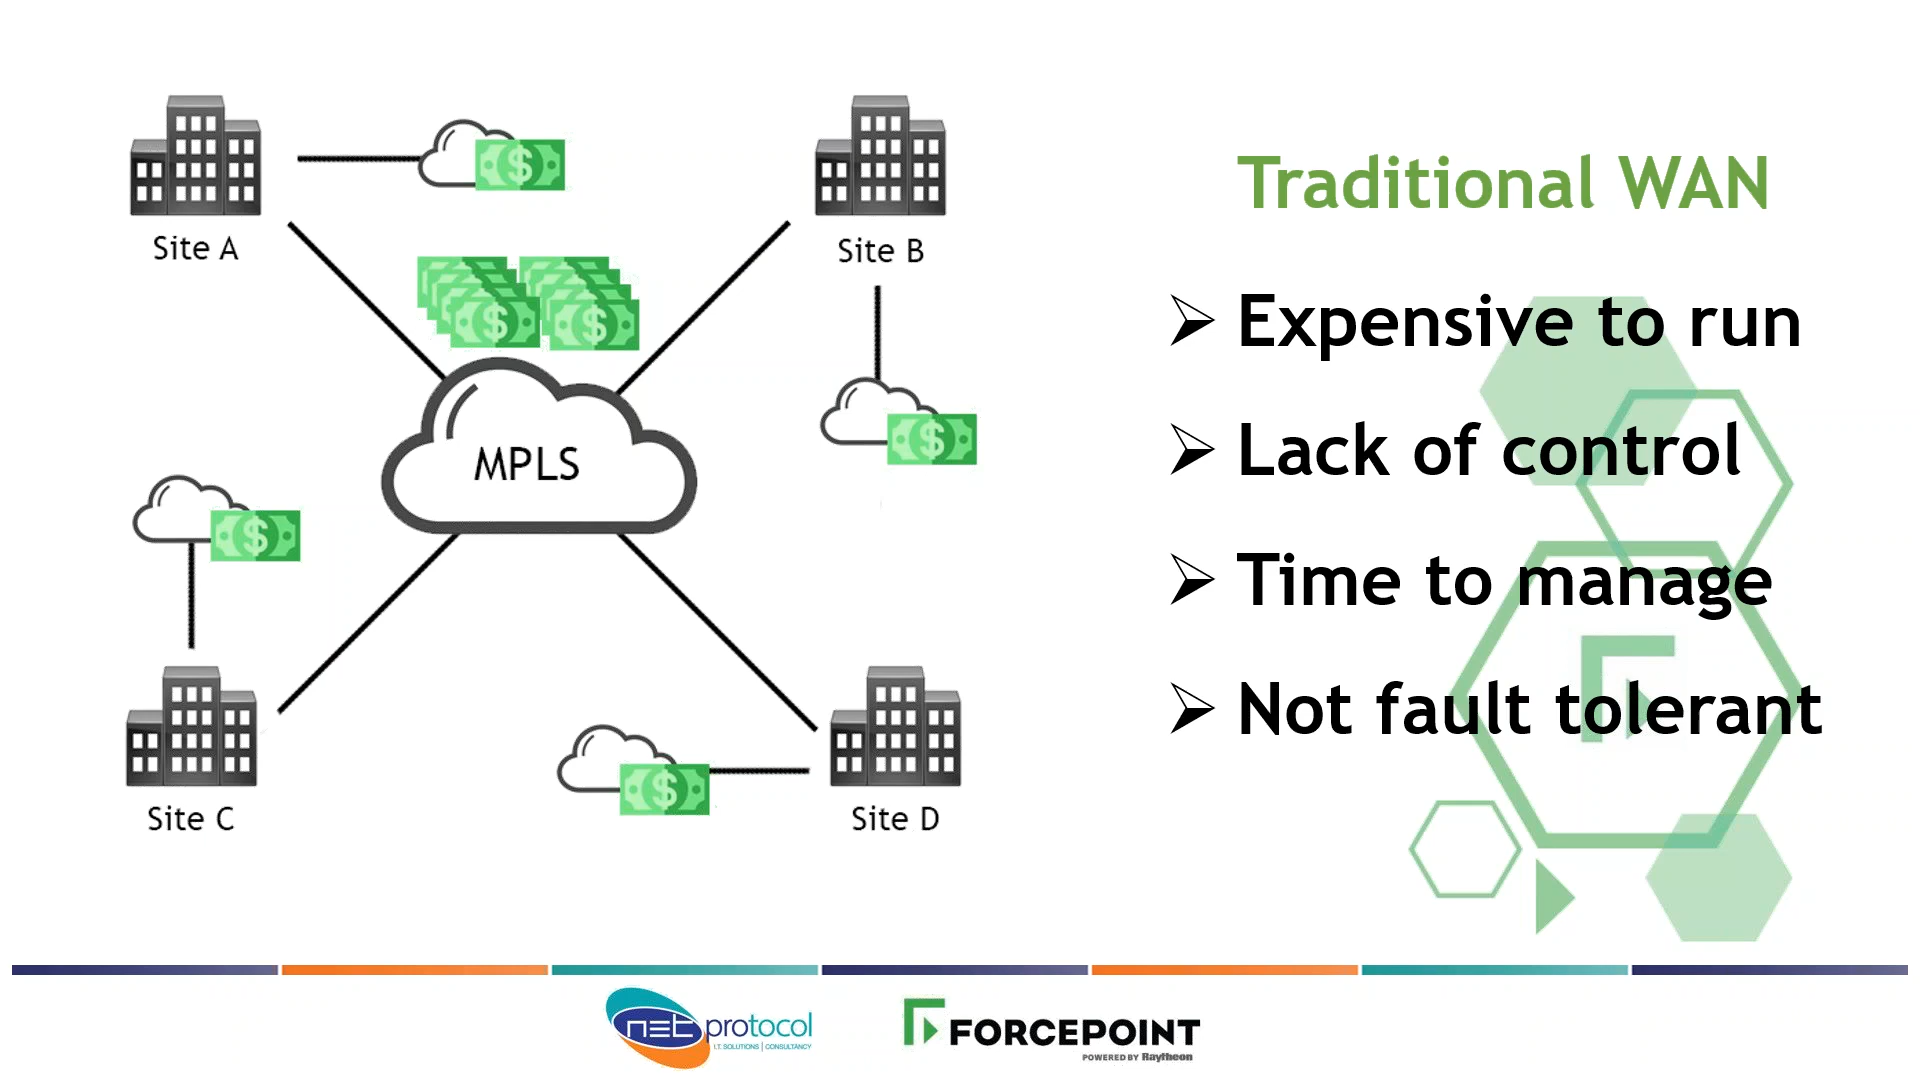 Site A
Site B
MPLS
Site C
Site D
Traditional WAN
Expensive to run
Lack of control
Time to manage
Not fault tolerant
net protocol
I.T. SOLUTIONS | CONSULTANCY
FORCEPOINT
POWERED BY Raytheon